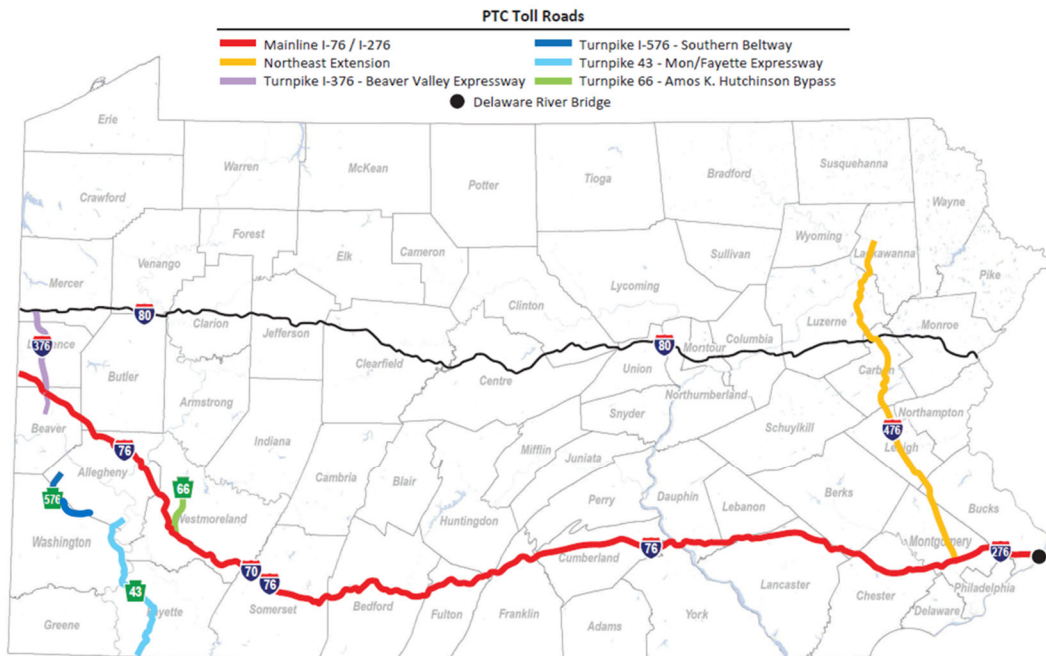 PTC Toll Roads
Mainline I-76 / I-276
Turnpike I-576 - Southern Beltway
Northeast Extension
Turnpike 43 - Mon/Fayette Expressway
Turnpike I-376 - Beaver Valley Expressway
Turnpike 66 - Amos K. Hutchinson Bypass
Delaware River Bridge
Erie
Warren
McKean
Potter
Tioga
Bradford
Susquehanna
Crawford
Wayne
Forest
Wyoming
Lackawanna
Venango
Elk
Cameron
Sullivan
Pike
Mercer
Lycoming
Clinton
80
Clarion
Jefferson
Luzerne
Monroe
376
Lawrence
Columbia
80
Montour
Clearfield
Union
Butler
Centre
Carbon
Armstrong
Northumberland
Snyder
Northampton
Beaver
476
Schuylkill
Lehigh
Indiana
76
Mifflin
Allegheny
Juniata
Cambria
Blair
66
576
Perry
Dauphin
Berks
Lebanon
Bucks
Westmoreland
Huntingdon
Washington
Montgomery
76
276
Cumberland
70
76
Philadelphia
43
Lancaster
Chester
Fayette
Somerset
Bedford
Fulton
Franklin
York
Delaware
Greene
Adams